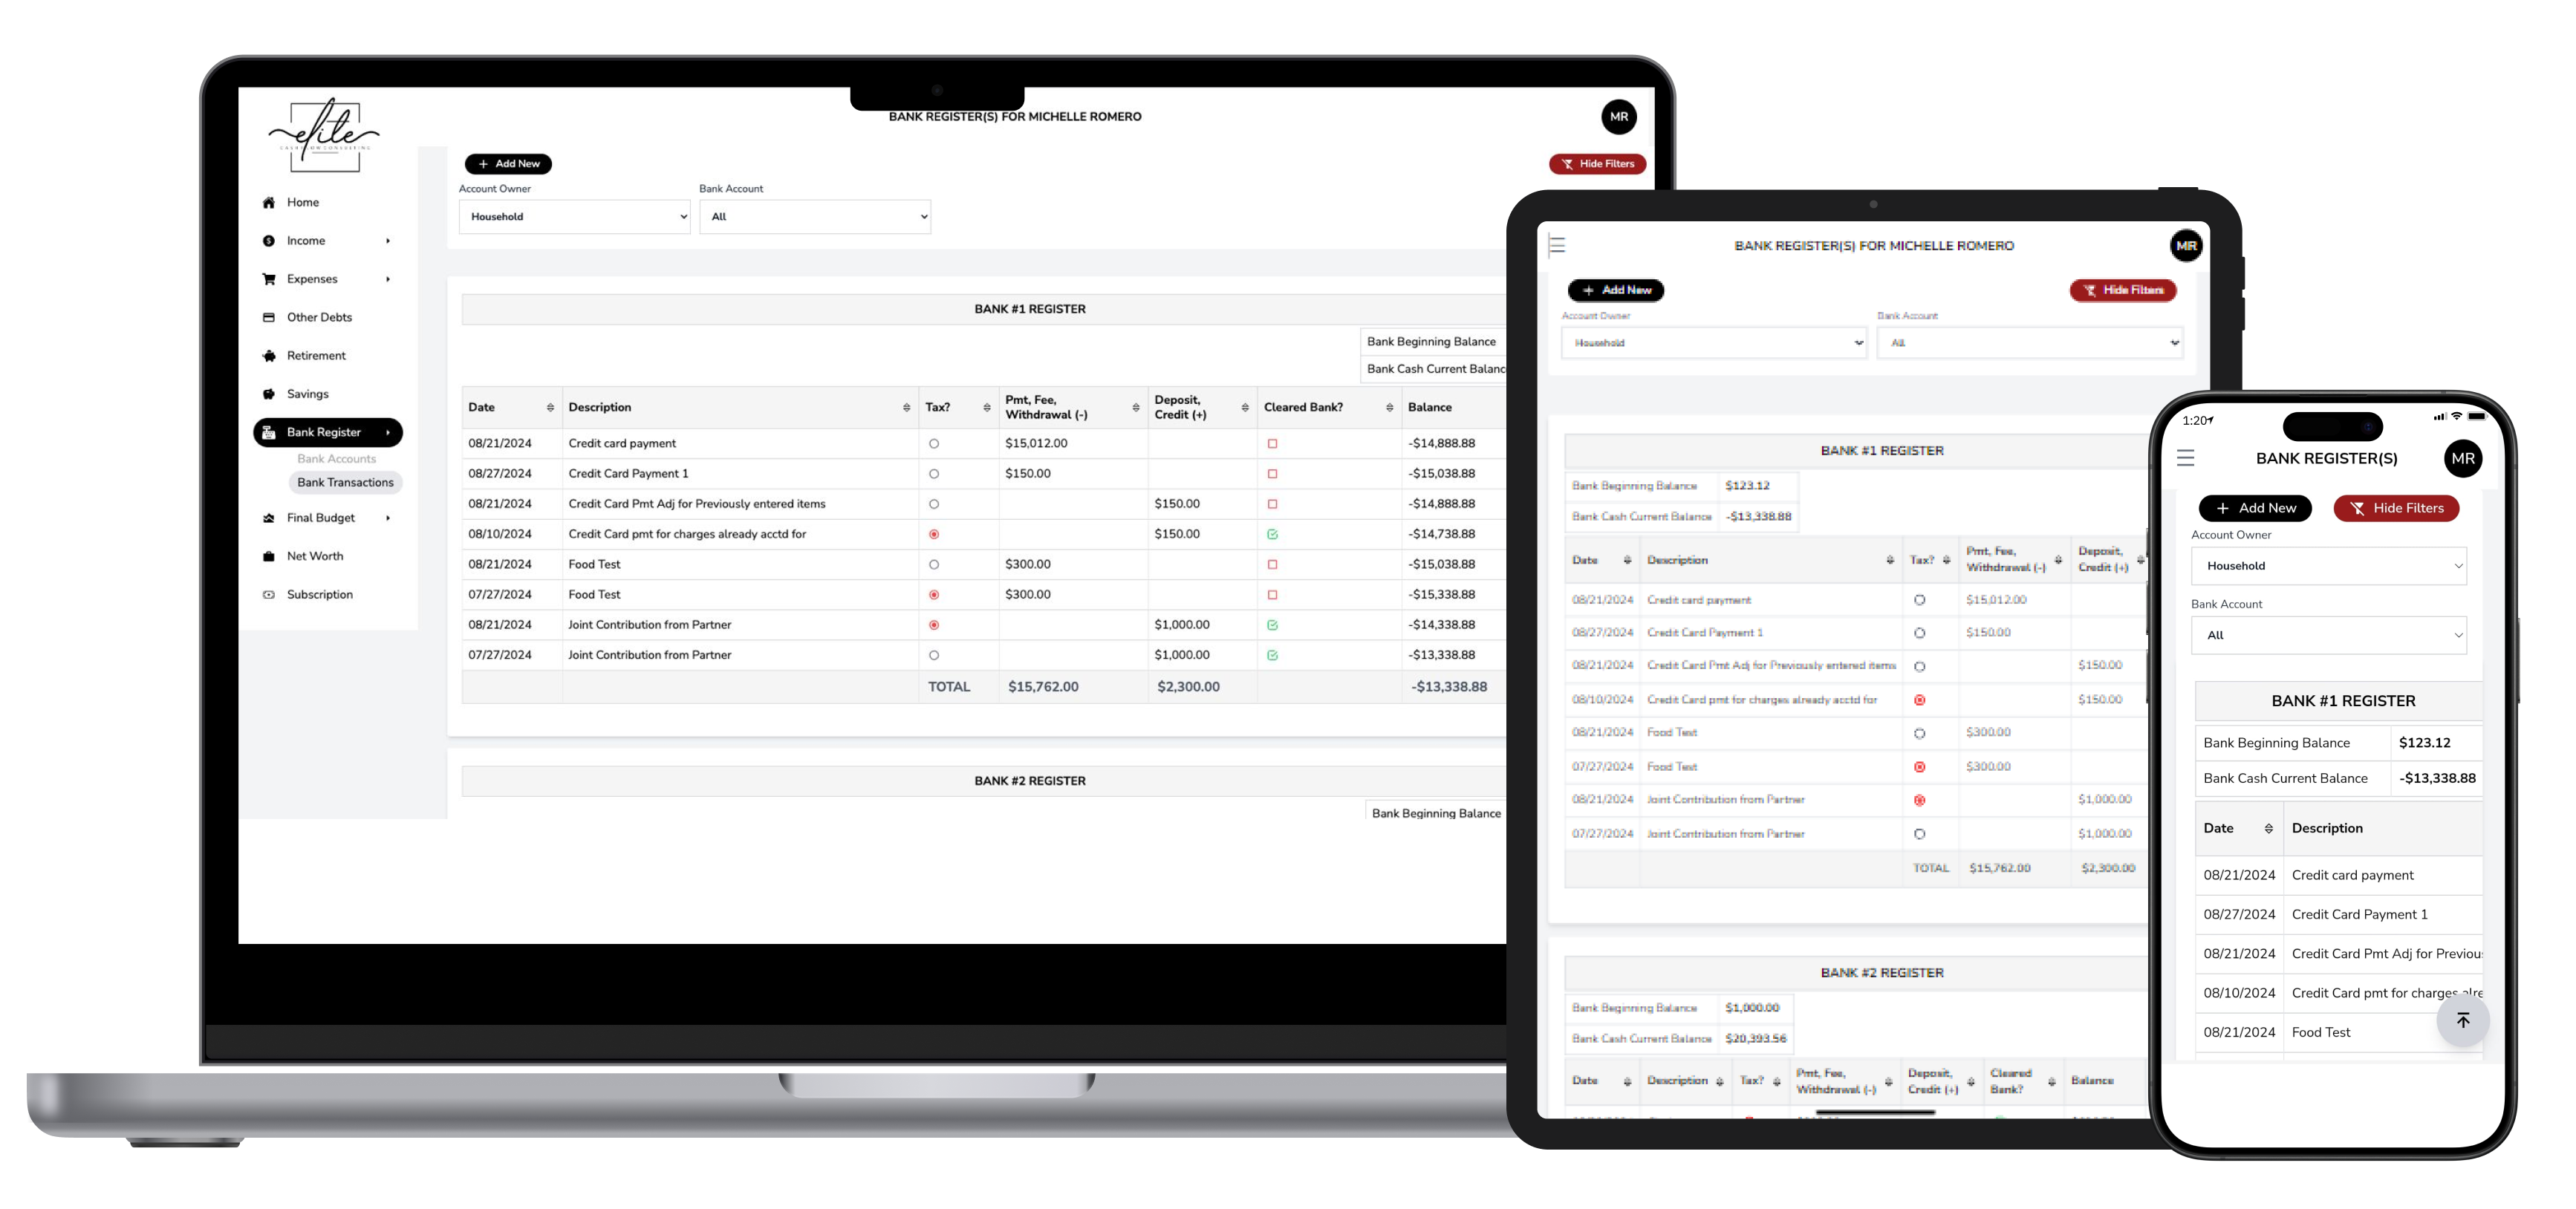 elite
CASHFLOW CONSULTING
BANK REGISTER(S) FOR MICHELLE ROMERO
MR
Home
Income
Expenses
Other Debts
Retirement
Savings
Bank Register
Bank Accounts
Bank Transactions
Final Budget
Net Worth
Subscription
+ Add New
Hide Filters
Account Owner Bank Account
Household All
BANK #1 REGISTER
Bank Beginning Balance
Bank Cash Current Balanc
Date Description Tax? Pmt, Fee, Withdrawal (-) Deposit, Credit (+) Cleared Bank? Balance
08/21/2024 Credit card payment $15,012.00 -$14,888.88
08/27/2024 Credit Card Payment 1 $150.00 -$15,038.88
08/21/2024 Credit Card Pmt Adj for Previously entered items $150.00 -$14,888.88
08/10/2024 Credit Card pmt for charges already acctd for $150.00 -$14,738.88
08/21/2024 Food Test $300.00 -$15,038.88
07/27/2024 Food Test $300.00 -$15,338.88
08/21/2024 Joint Contribution from Partner $1,000.00 -$14,338.88
07/27/2024 Joint Contribution from Partner $1,000.00 -$13,338.88
TOTAL $15,762.00 $2,300.00 -$13,338.88
BANK #2 REGISTER
Bank Beginning Balance
BANK REGISTER(S) FOR MICHELLE ROMERO
MR
+ Add New
Hide Filters
Account Owner Bank Account
Household All
BANK #1 REGISTER
Bank Beginning Balance $123.12
Bank Cash Current Balance -$13,338.88
Date Description Tax? Pmt, Fee, Withdrawal (-) Deposit, Credit (+)
08/21/2024 Credit card payment $15,012.00
08/27/2024 Credit Card Payment 1 $150.00
08/21/2024 Credit Card Pmt Adj for Previously entered items $150.00
08/10/2024 Credit Card pmt for charges already acctd for $150.00
08/21/2024 Food Test $300.00
07/27/2024 Food Test $300.00
08/21/2024 Joint Contribution from Partner $1,000.00
07/27/2024 Joint Contribution from Partner $1,000.00
TOTAL $15,762.00 $2,300.00
BANK #2 REGISTER
Bank Beginning Balance $1,000.00
Bank Cash Current Balance $20,393.56
Date Description Tax? Pmt, Fee, Withdrawal (-) Deposit, Credit (+) Cleared Bank? Balance
1:20
BANK REGISTER(S)
MR
+ Add New
Hide Filters
Account Owner
Household
Bank Account
All
BANK #1 REGISTER
Bank Beginning Balance $123.12
Bank Cash Current Balance -$13,338.88
Date Description
08/21/2024 Credit card payment
08/27/2024 Credit Card Payment 1
08/21/2024 Credit Card Pmt Adj for Previou
08/10/2024 Credit Card pmt for charges alre
08/21/2024 Food Test